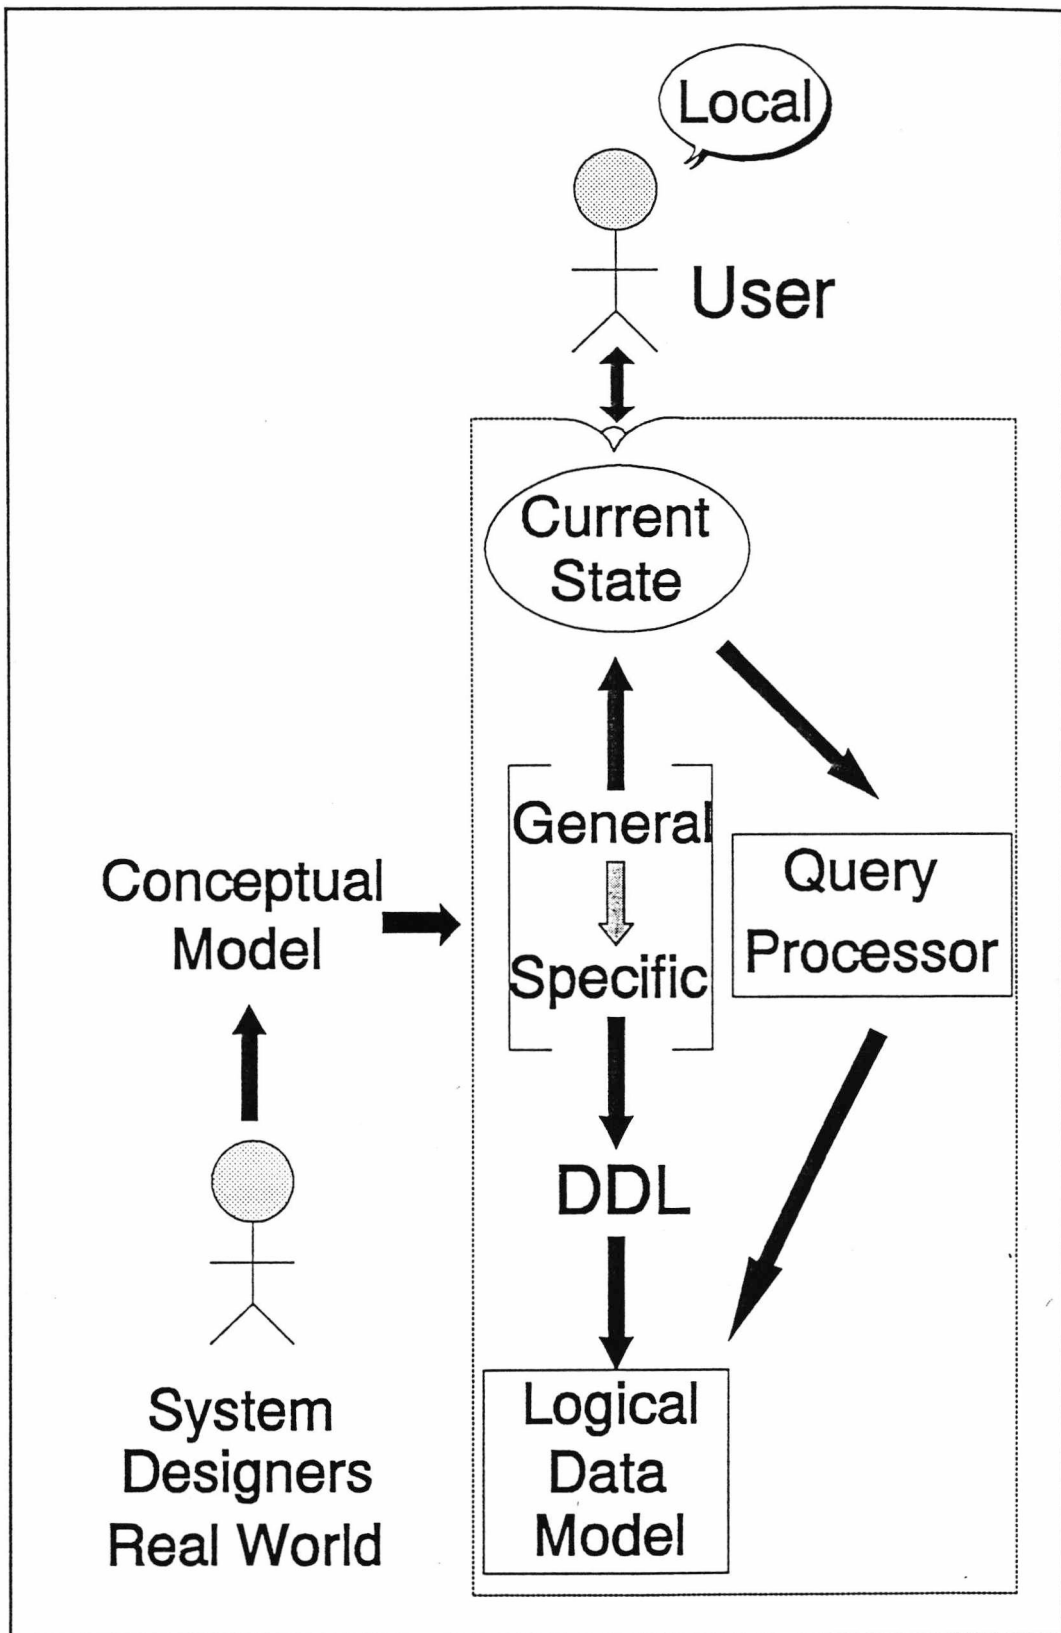 Local
User
Current
State
General
Specific
Query
Processor
Conceptual
Model
DDL
System
Designers
Real World
Logical
Data
Model